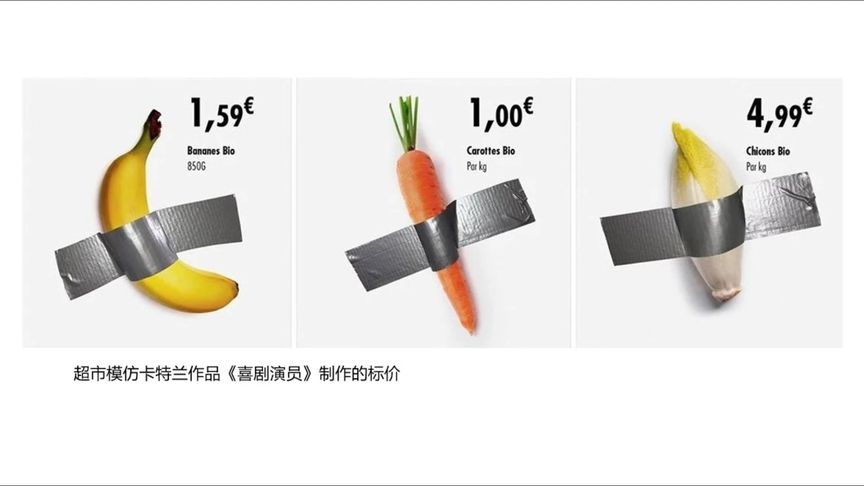 1,59€
Bananes Bio
850G
1,00€
Carottes Bio
Par kg
4,99€
Chicons Bio
Par kg
超市模仿卡特兰作品《喜剧演员》制作的标价